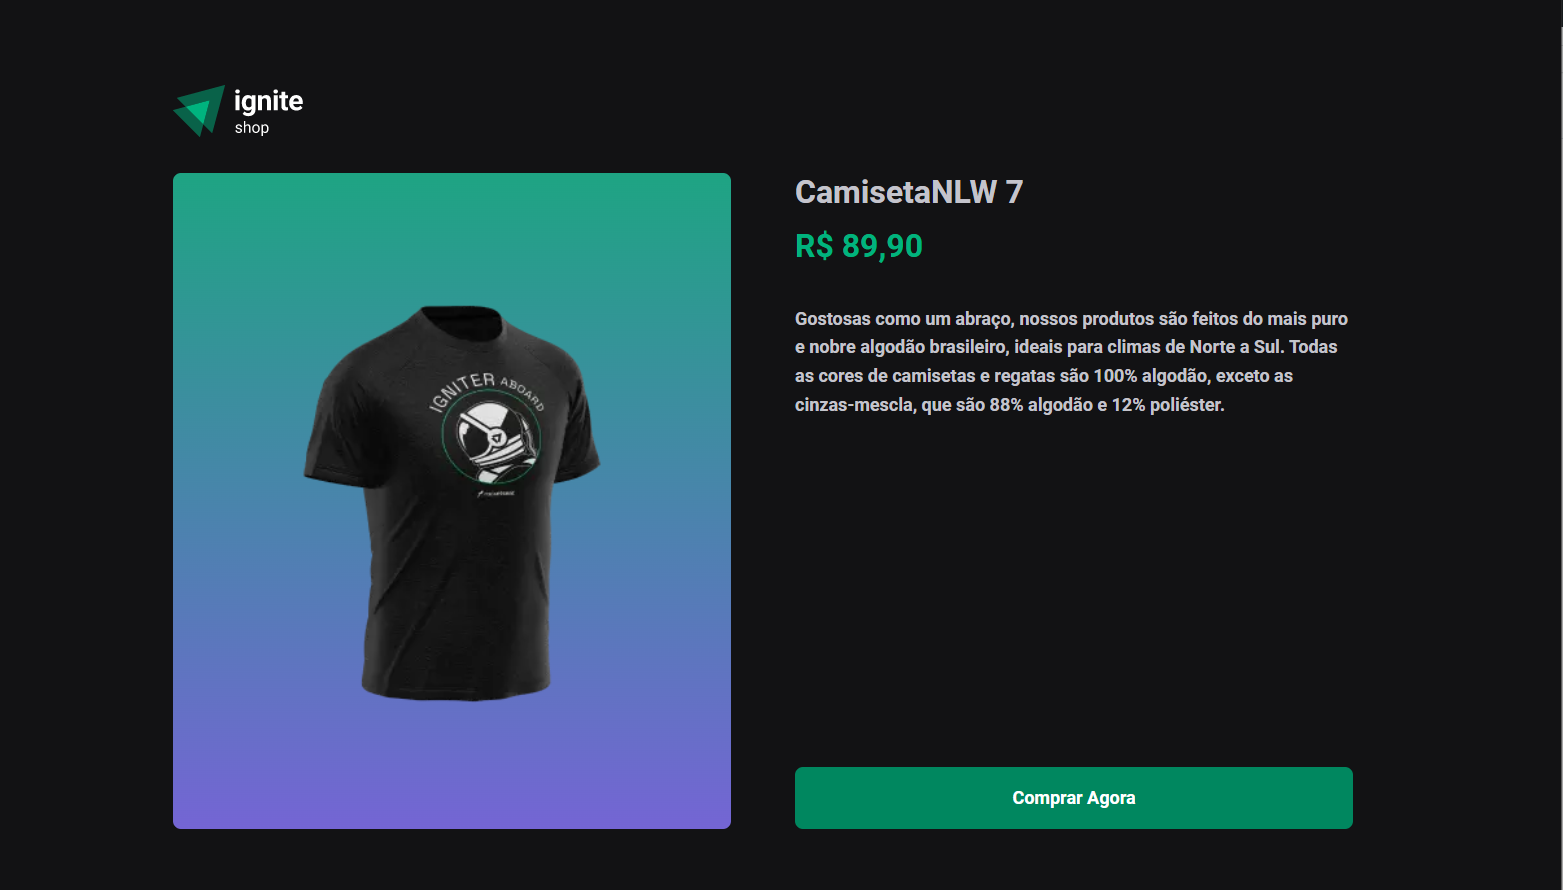 ignite
shop
CamisetaNLW 7
R$ 89,90
Gostosas como um abraço, nossos produtos são feitos do mais puro
e nobre algodão brasileiro, ideais para climas de Norte a Sul. Todas
as cores de camisetas e regatas são 100% algodão, exceto as
cinzas-mescla, que são 88% algodão e 12% poliéster.
IGNITER ABOARD
Comprar Agora